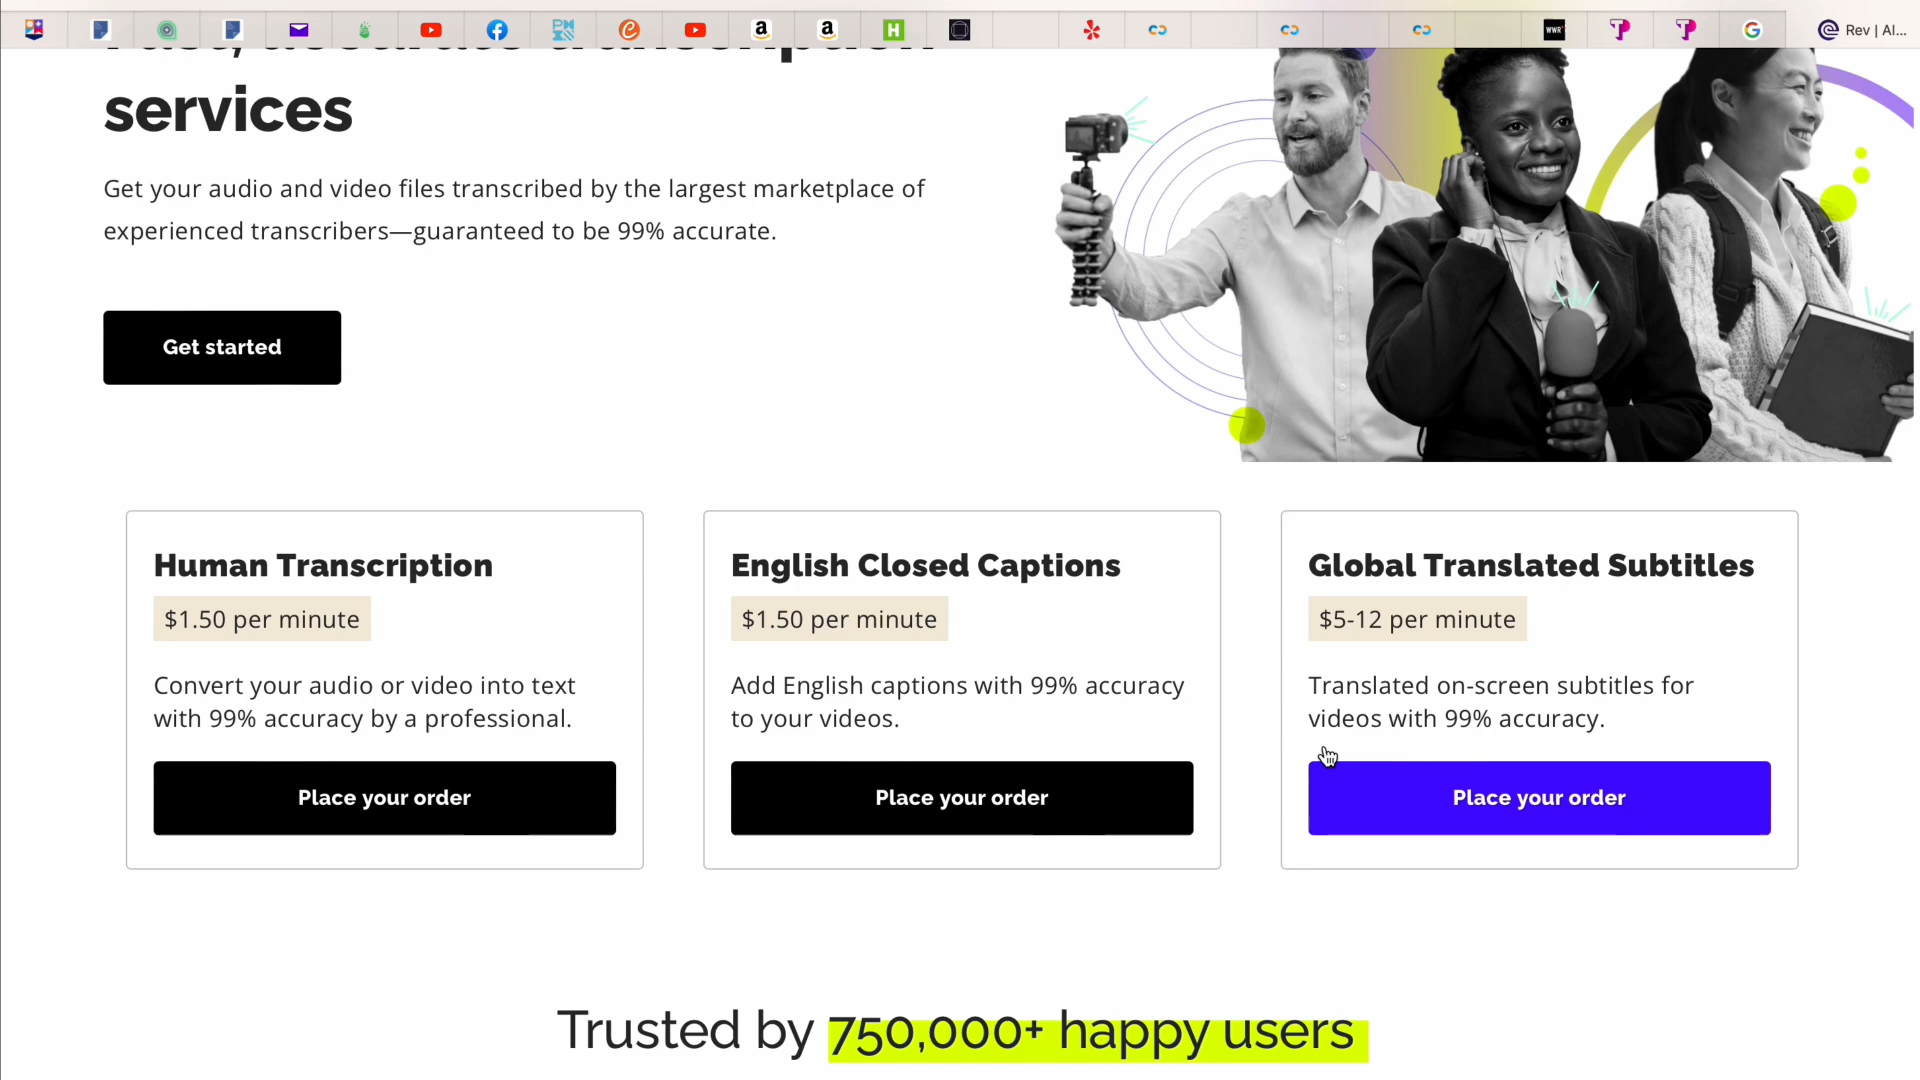 Rev | AI...
services
Get your audio and video files transcribed by the largest marketplace of
experienced transcribers—guaranteed to be 99% accurate.
Get started
Human Transcription
$1.50 per minute
Convert your audio or video into text
with 99% accuracy by a professional.
Place your order
English Closed Captions
$1.50 per minute
Add English captions with 99% accuracy
to your videos.
Place your order
Global Translated Subtitles
$5-12 per minute
Translated on-screen subtitles for
videos with 99% accuracy.
Place your order
Trusted by 750,000+ happy users